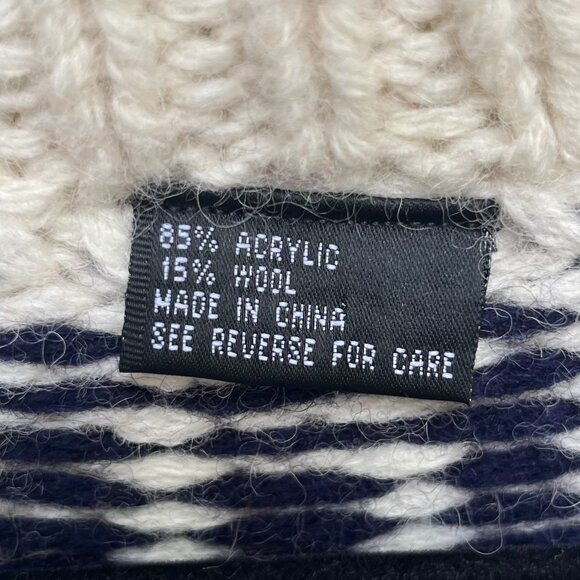 85% ACRYLIC
15% WOOL
MADE IN CHINA
SEE REVERSE FOR CARE